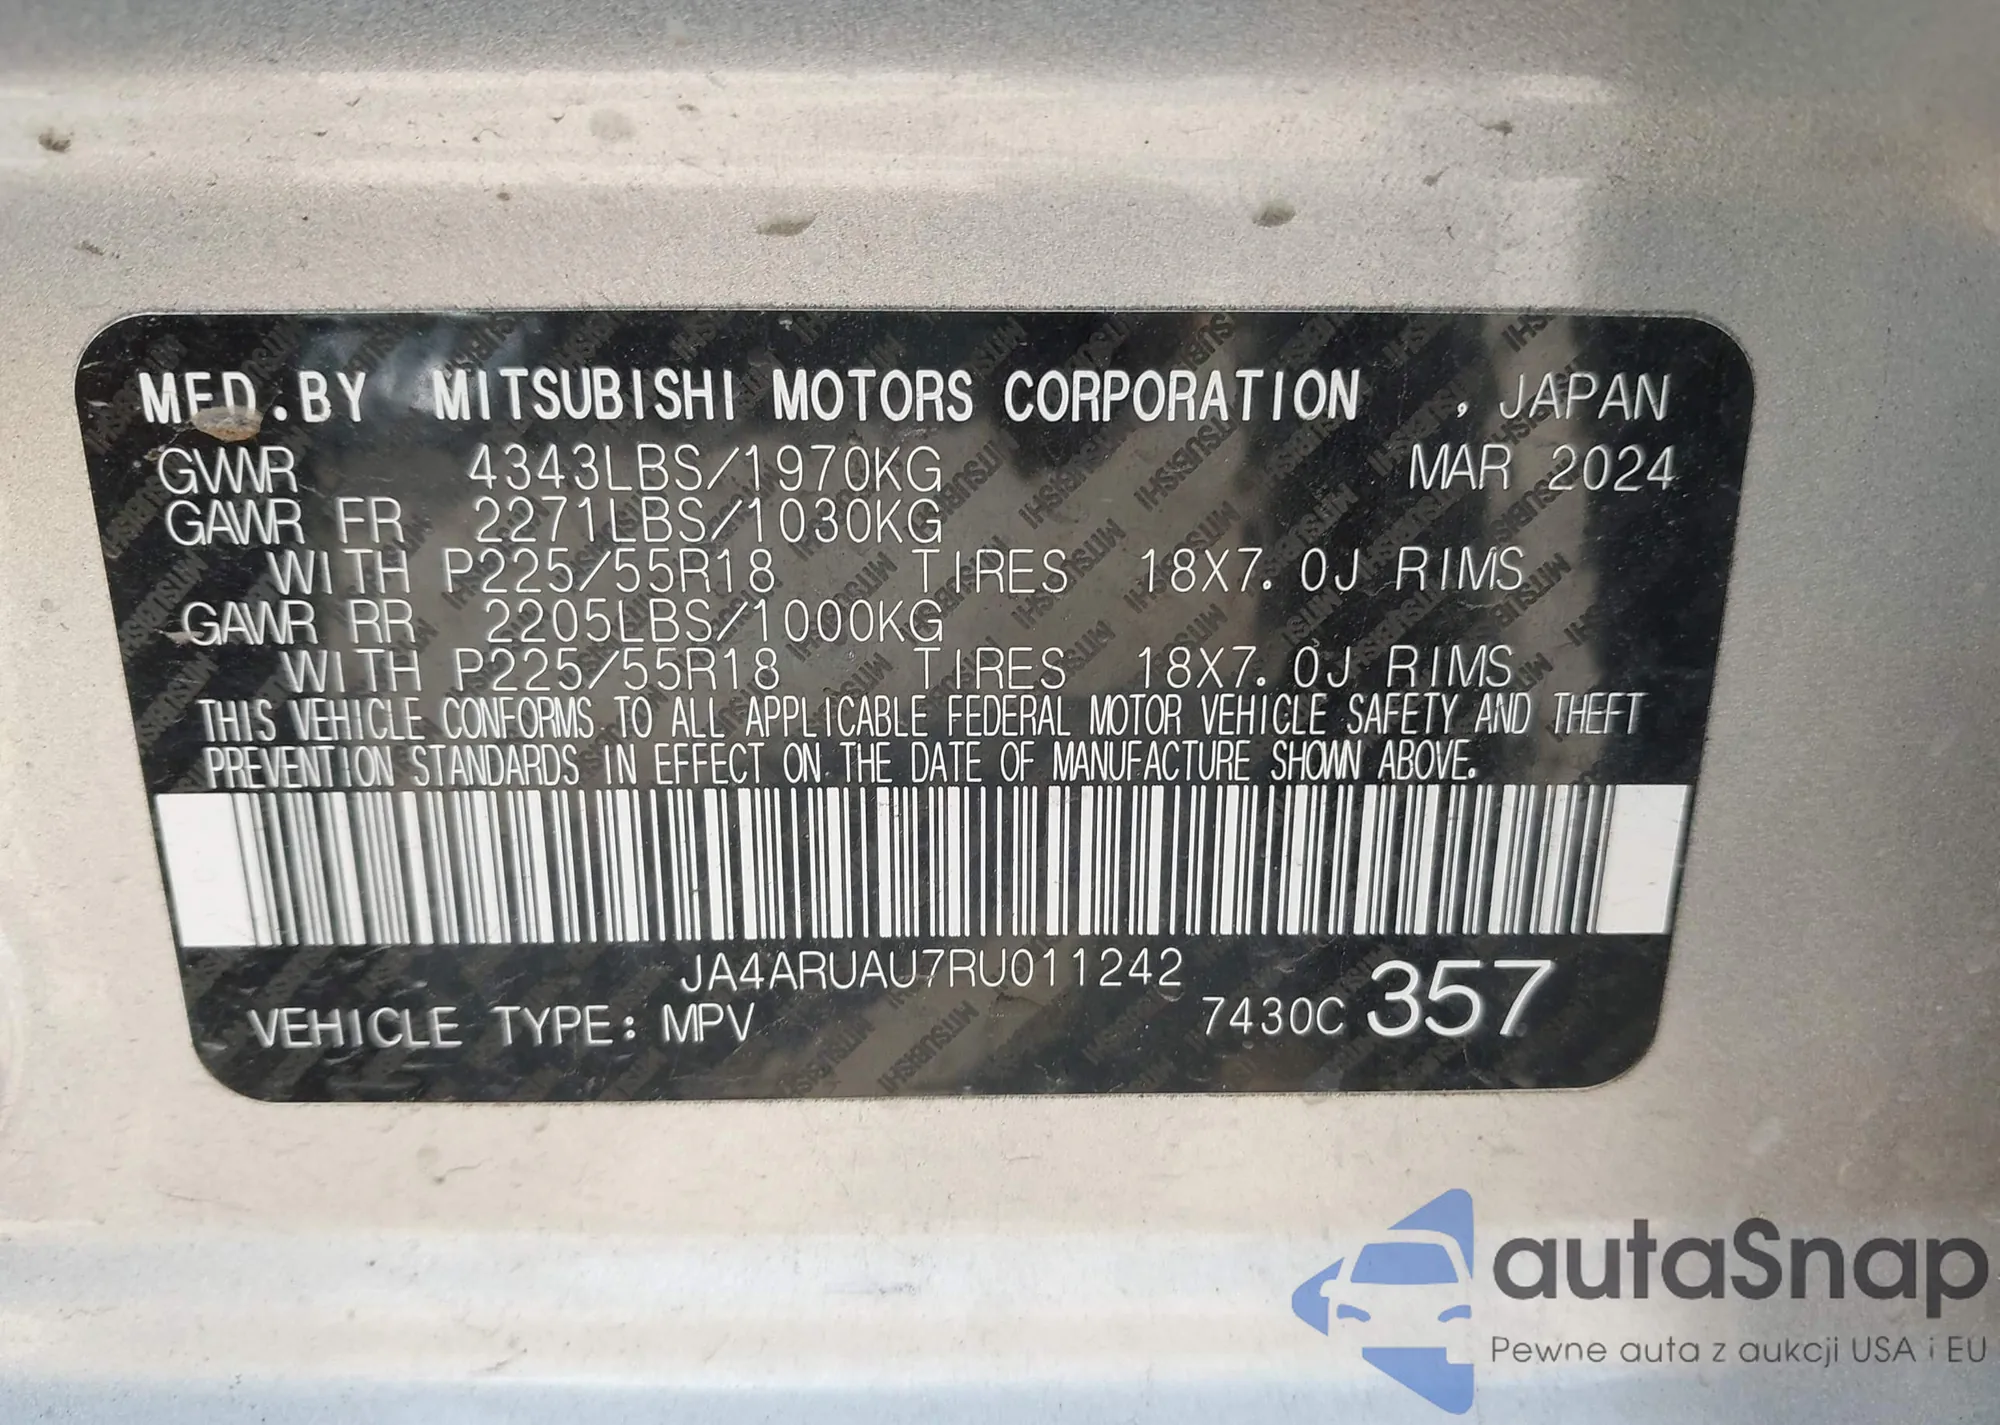 MFD.BY MITSUBISHI MOTORS CORPORATION , JAPAN
GVWR 4343LBS/1970KG MAR 2024
GAWR FR 2271LBS/1030KG
WITH P225/55R18 TIRES 18X7.0J RIMS
GAWR RR 2205LBS/1000KG
WITH P225/55R18 TIRES 18X7.0J RIMS
THIS VEHICLE CONFORMS TO ALL APPLICABLE FEDERAL MOTOR VEHICLE SAFETY AND THEFT
PREVENTION STANDARDS IN EFFECT ON THE DATE OF MANUFACTURE SHOWN ABOVE.
JA4ARUAU7RU011242
VEHICLE TYPE: MPV 7430C 357
autaSnap
Pewne auta z aukcji USA i EU